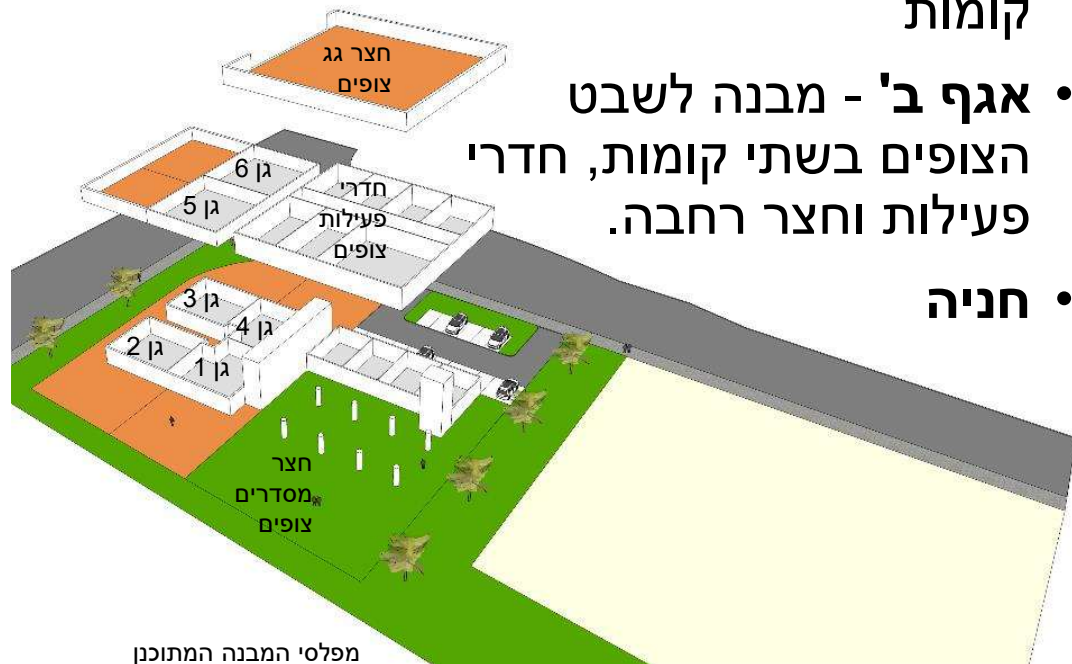 קומות
• אגף ב' - מבנה לשבט
הצופים בשתי קומות, חדרי
פעילות וחצר רחבה.
• חניה
חצר גג
צופים
גן 6
גן 5
חדרי
פעילות
צופים
גן 3
גן 4
גן 2
גן 1
חצר
מסדרים
צופים
מפלסי המבנה המתוכנן